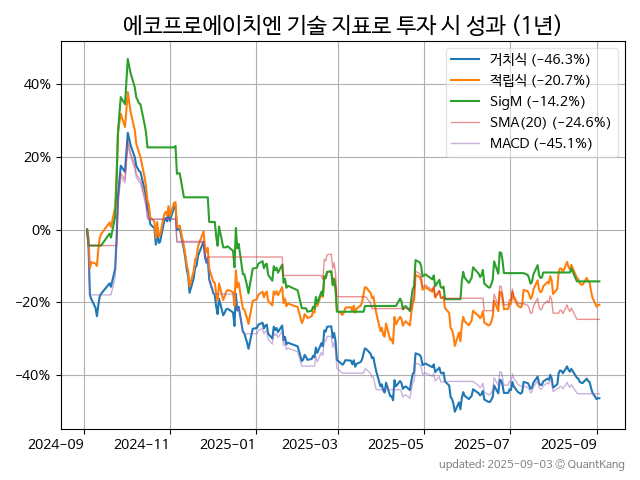 에코프로에이치엔 기술 지표로 투자 시 성과 (1년)
거치식 (−46.3%)
적립식 (−20.7%)
SigM (−14.2%)
SMA(20) (−24.6%)
MACD (−45.1%)
40%
20%
0%
−20%
−40%
2024-09
2024-11
2025-01
2025-03
2025-05
2025-07
2025-09
updated: 2025-09-03 © QuantKang